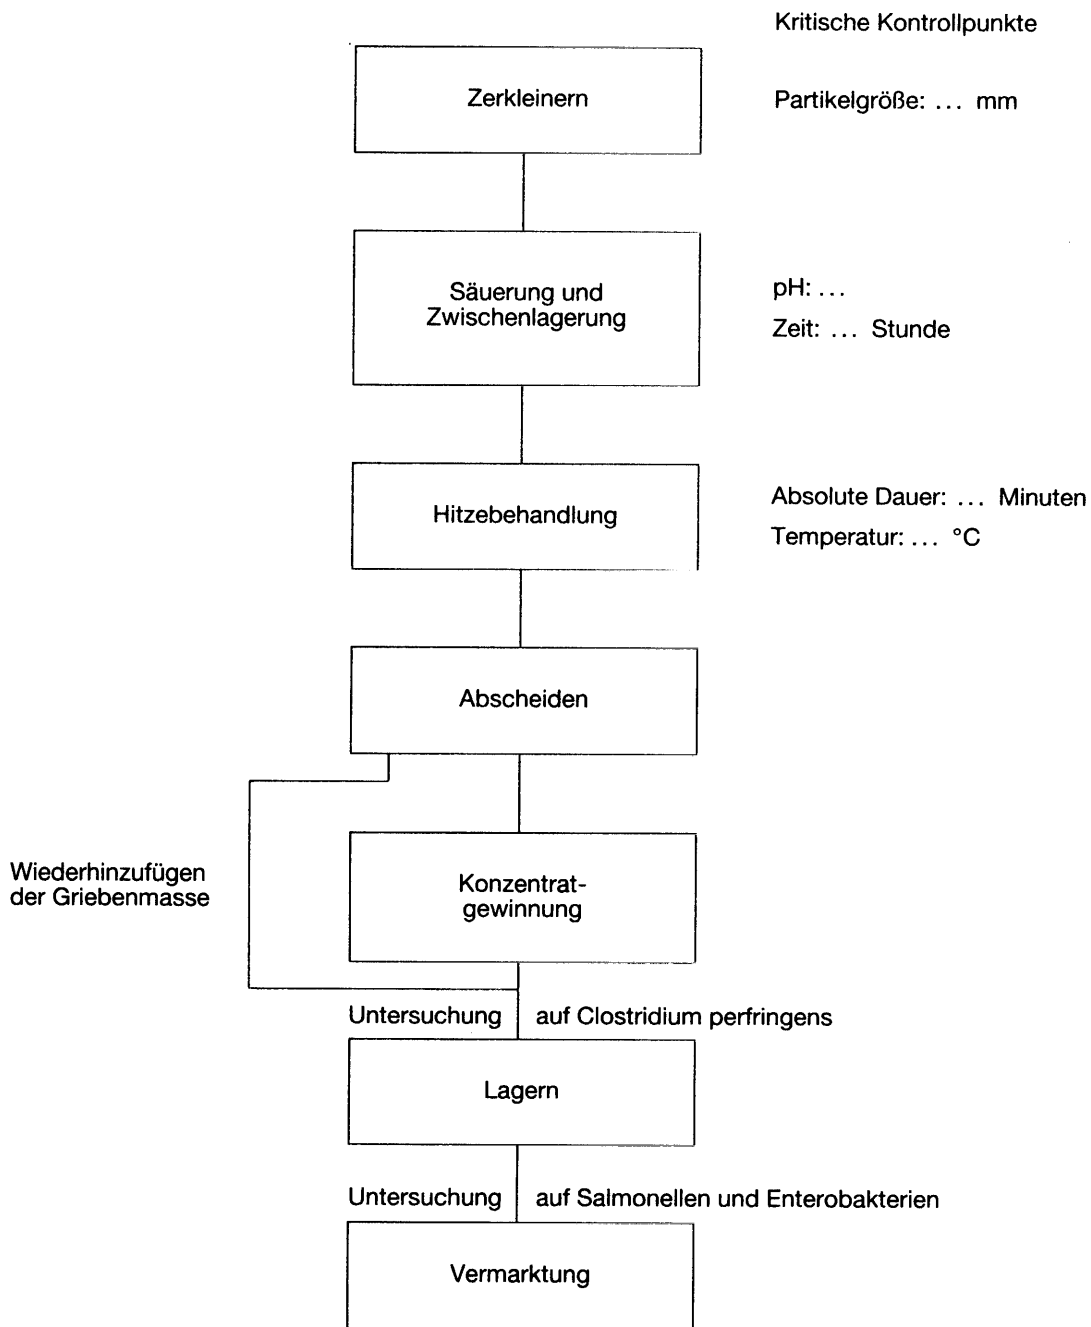 Kritische Kontrollpunkte
Zerkleinern
Partikelgröße: ... mm
Säuerung und
Zwischenlagerung
pH: ...
Zeit: ... Stunde
Hitzebehandlung
Absolute Dauer: ... Minuten
Temperatur: ... °C
Abscheiden
Wiederhinzufügen
der Griebenmasse
Konzentrat-
gewinnung
Untersuchung auf Clostridium perfringens
Lagern
Untersuchung auf Salmonellen und Enterobakterien
Vermarktung